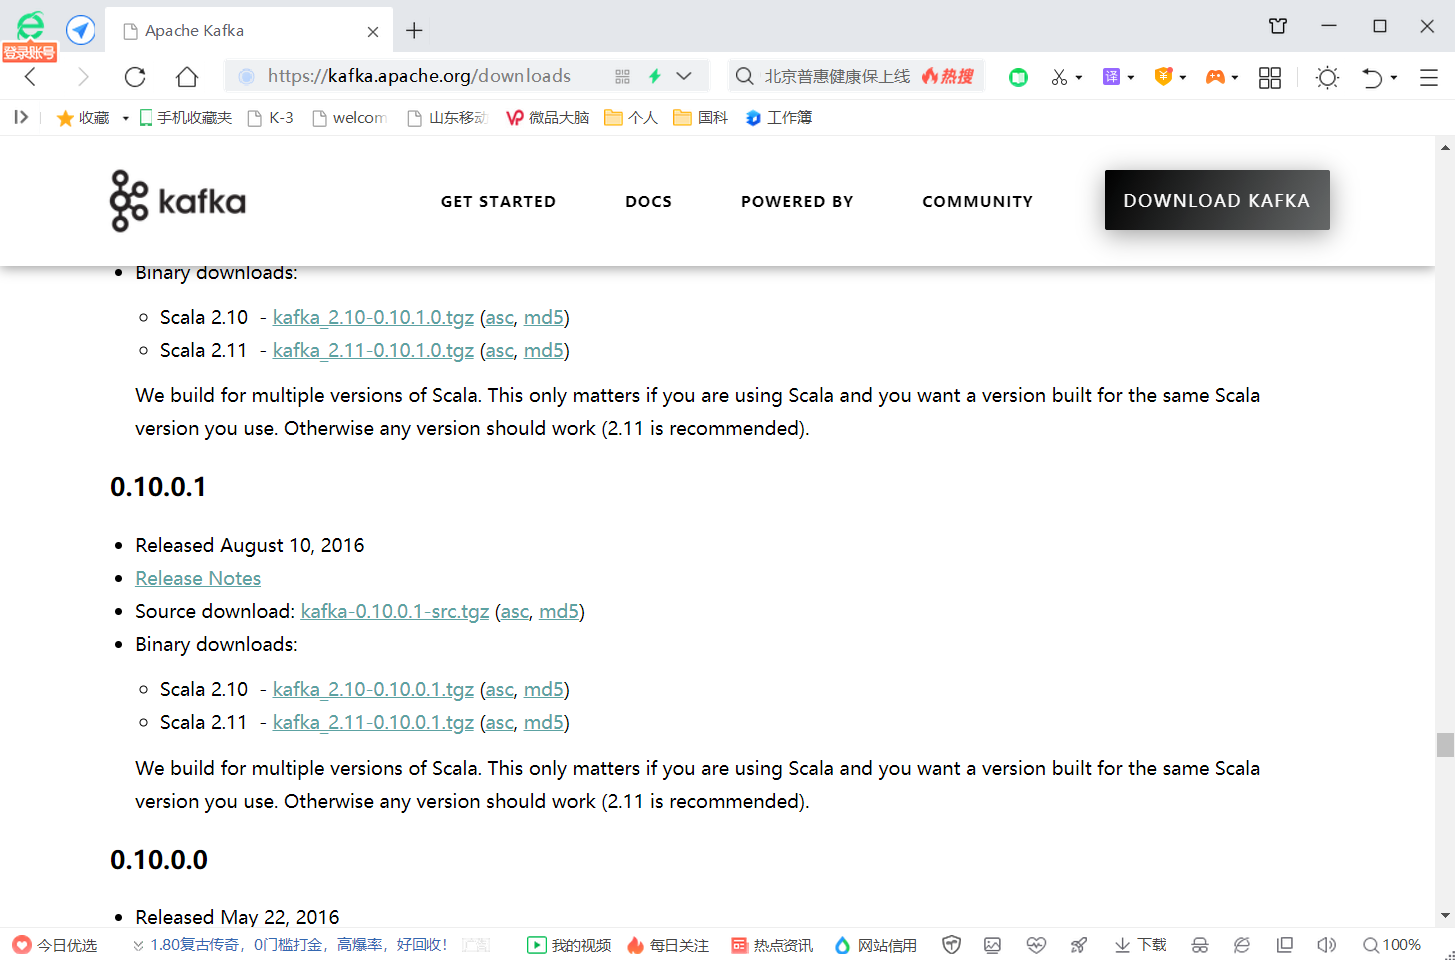 登录账号
Apache Kafka
https://kafka.apache.org/downloads
北京普惠健康保上线 热搜
译
收藏 手机收藏夹 K-3 welcom 山东移动 微品大脑 个人 国科 工作簿
kafka GET STARTED DOCS POWERED BY COMMUNITY DOWNLOAD KAFKA
Binary downloads:
Scala 2.10 - kafka_2.10-0.10.1.0.tgz (asc, md5)
Scala 2.11 - kafka_2.11-0.10.1.0.tgz (asc, md5)
We build for multiple versions of Scala. This only matters if you are using Scala and you want a version built for the same Scala
version you use. Otherwise any version should work (2.11 is recommended).
0.10.0.1
Released August 10, 2016
Release Notes
Source download: kafka-0.10.0.1-src.tgz (asc, md5)
Binary downloads:
Scala 2.10 - kafka_2.10-0.10.0.1.tgz (asc, md5)
Scala 2.11 - kafka_2.11-0.10.0.1.tgz (asc, md5)
We build for multiple versions of Scala. This only matters if you are using Scala and you want a version built for the same Scala
version you use. Otherwise any version should work (2.11 is recommended).
0.10.0.0
Released May 22, 2016
今日优选 1.80复古传奇，0门槛打金，高爆率，好回收！ 广告 我的视频 每日关注 热点资讯 网站信用 下载 100%